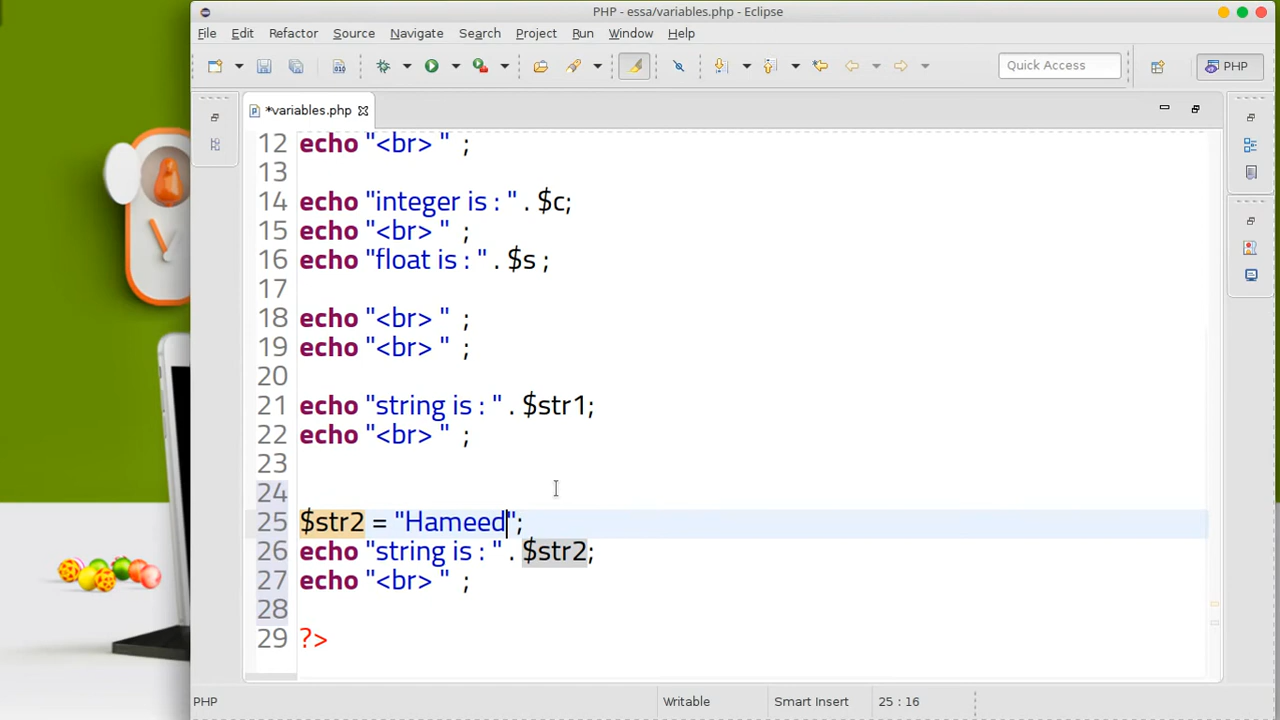 PHP - essa/variables.php - Eclipse
File Edit Refactor Source Navigate Search Project Run Window Help
Quick Access
PHP
*variables.php
12 echo "<br> " ;
13
14 echo "integer is : " . $c;
15 echo "<br> " ;
16 echo "float is : " . $s ;
17
18 echo "<br> " ;
19 echo "<br> " ;
20
21 echo "string is : " . $str1;
22 echo "<br> " ;
23
24
25 $str2 = "Hameed";
26 echo "string is : " . $str2;
27 echo "<br> " ;
28
29 ?>
PHP Writable Smart Insert 25 : 16